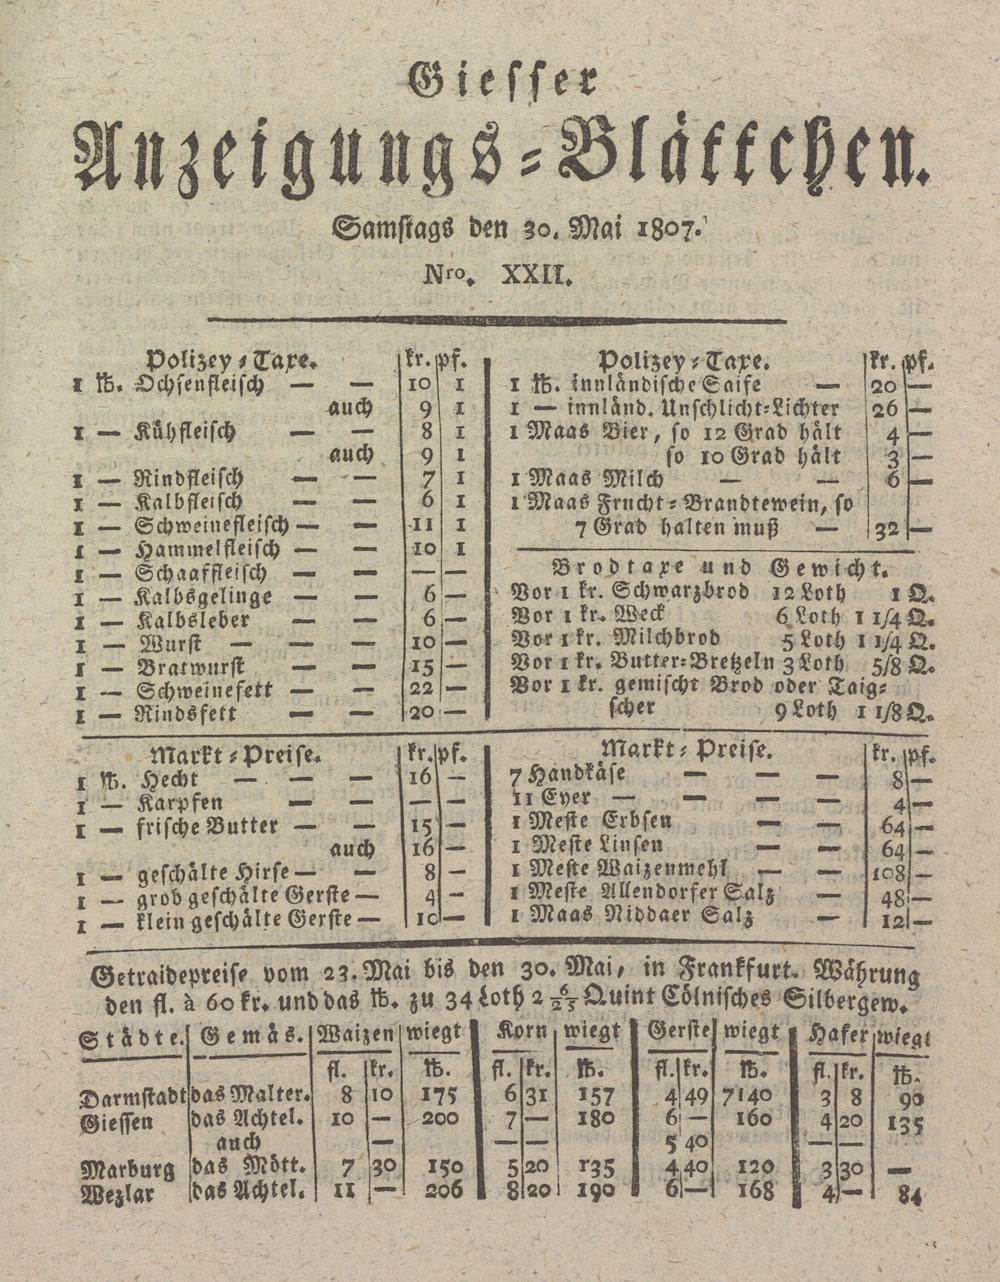 Giesser
Anzeigungs-Blättchen.
Samstags den 30. Mai 1807.
Nro. XXII.
Polizey-Taxe. kr. pf.
1 ℔. Ochsenfleisch — — 10 1
auch 9 1
1 — Kühfleisch — — 8 1
auch 9 1
1 — Rindfleisch — — 7 1
1 — Kalbfleisch — — 6 1
1 — Schweinefleisch — — 11 1
1 — Hammelfleisch — — 10 1
1 — Schaaffleisch — — — —
1 — Kalbsgelinge — — 6 —
1 — Kalbsleber — — 6 —
1 — Wurst — — — 10 —
1 — Bratwurst — — 15 —
1 — Schweinefett — — 22 —
1 — Rindsfett — — 20 —
Polizey-Taxe. kr. pf.
1 ℔. innländische Saife — 20 —
1 — innländ. Unschlicht-Lichter 26 —
1 Maas Bier, so 12 Grad hält 4 —
so 10 Grad hält 3 —
1 Maas Milch — — 6 —
1 Maas Frucht-Brandtewein, so
7 Grad halten muß — 32 —
Brodtaxe und Gewicht.
Vor 1 kr. Schwarzbrod 12 Loth 1 Q.
Vor 1 kr. Weck 6 Loth 1 1/4 Q.
Vor 1 kr. Milchbrod 5 Loth 1 1/4 Q.
Vor 1 kr. Butter-Bretzeln 3 Loth 5/8 Q.
Vor 1 kr. gemischt Brod oder Taig-
scher 9 Loth 1 1/8 Q.
Markt-Preise. kr. pf.
1 ℔. Hecht — — — 16 —
1 — Karpfen — — — —
1 — frische Butter — — 15 —
auch 16 —
1 — geschälte Hirse — — 8 —
1 — grob geschälte Gerste — 4 —
1 — klein geschälte Gerste — 10 —
Markt-Preise. kr. pf.
7 Handkäse — — — 8 —
11 Eyer — — — — 4 —
1 Meste Erbsen — — 64 —
1 Meste Linsen — — 64 —
1 Meste Waizenmehl — — 108 —
1 Meste Allendorfer Salz — 48 —
1 Maas Niddaer Salz — 12 —
Getraidepreise vom 23. Mai bis den 30. Mai, in Frankfurt. Währung
den fl. à 60 kr. und das ℔. zu 34 Loth 2 Quint Cölnisches Silbergew.
Städte. Gemäs. Waizen wiegt Korn wiegt Gerste wiegt Hafer wiegt
fl. kr. ℔. fl. kr. ℔. fl. kr. ℔. fl. kr. ℔.
Darmstadt das Malter. 8 10 175 6 31 157 4 49 7140 3 8 90
Giessen das Achtel. 10 — 200 7 — 180 6 — 160 4 20 135
auch — — — 5 40 — —
Marburg das Mött. 7 30 150 5 20 135 4 40 120 3 30 —
Wezlar das Achtel. 11 — 206 8 20 190 6 — 168 4 — 84